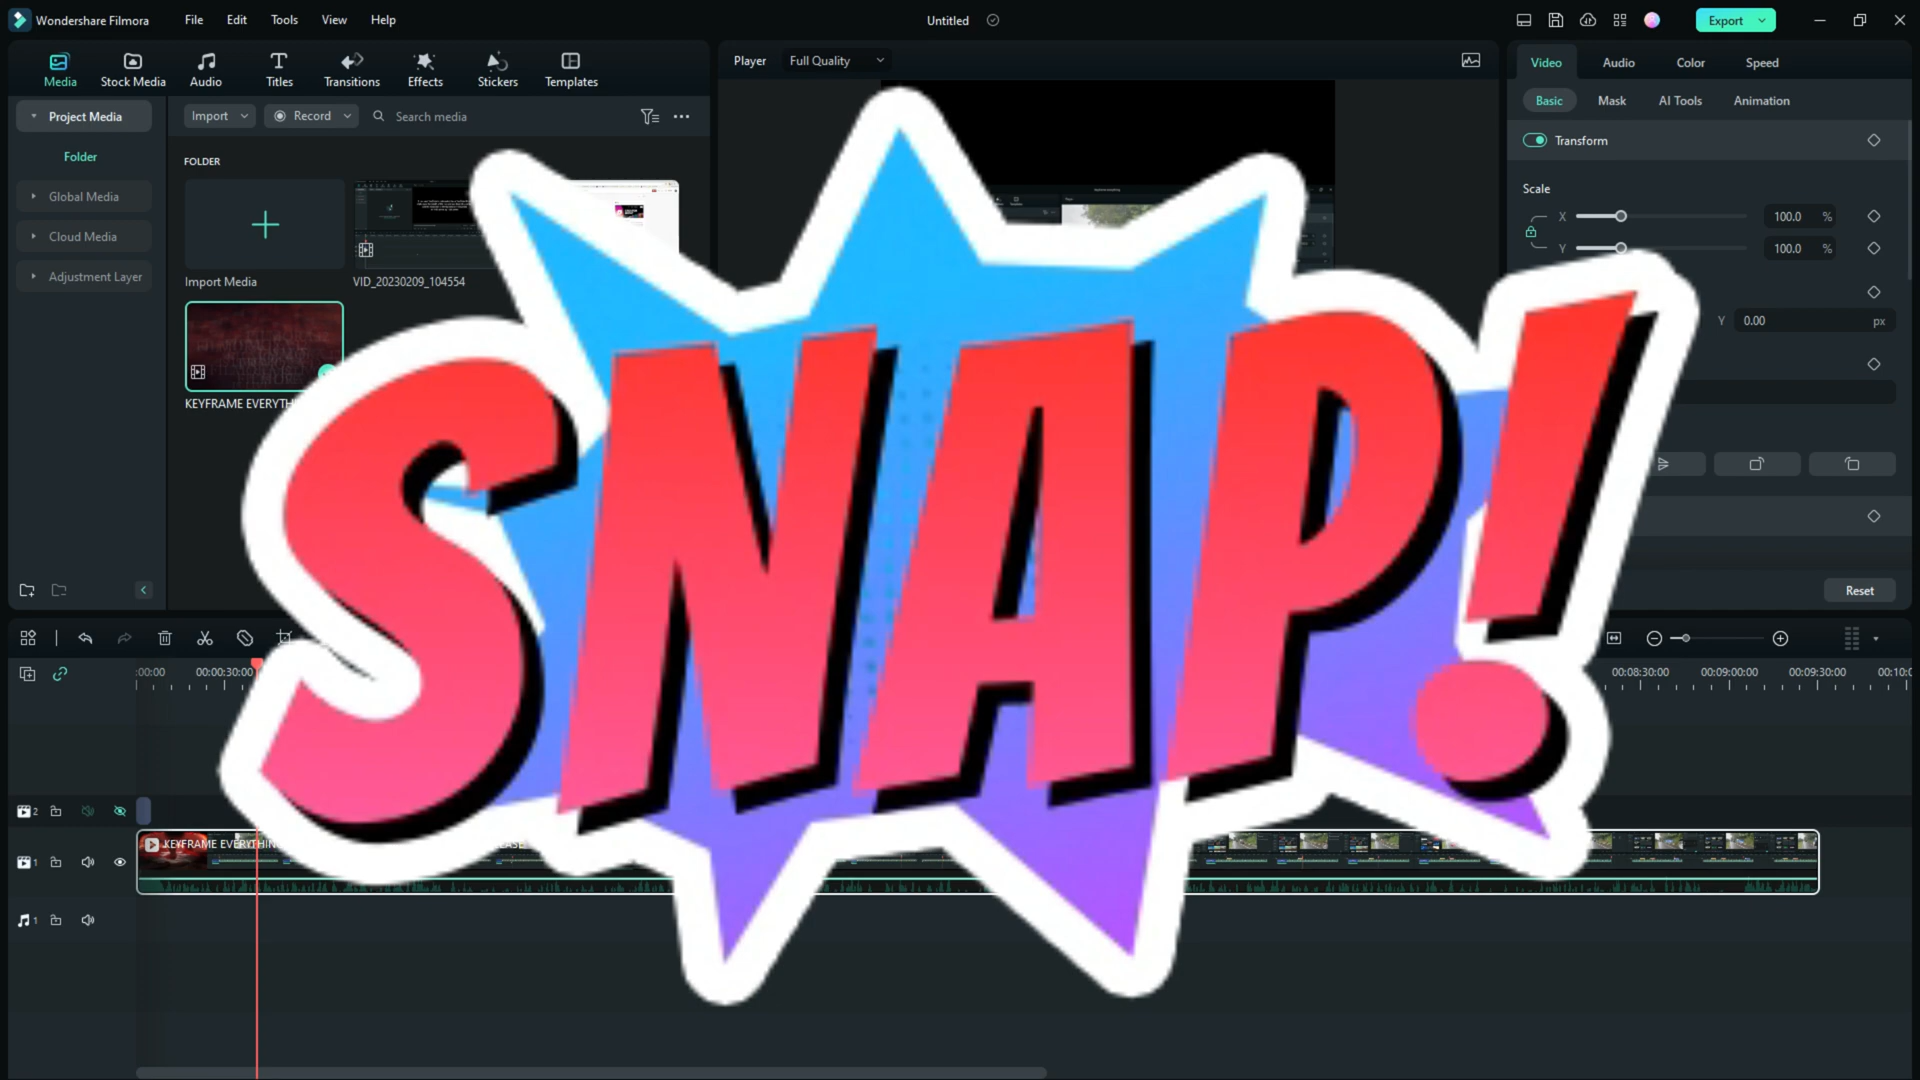 Wondershare Filmora File Edit Tools View Help Untitled Export
Media Stock Media Audio Titles Transitions Effects Stickers Templates
Player Full Quality
Video Audio Color Speed
Basic Mask AI Tools Animation
Project Media
Import Record Search media
Folder
Global Media
Cloud Media
Adjustment Layer
FOLDER
Import Media
VID_20230209_104554
KEYFRAME EVERYTH
Transform
Scale
X 100.0 %
Y 100.0 %
Y 0.00 px
Reset
SNAP!
:00:00 00:00:30:00 00:08:30:00 00:09:00:00 00:09:30:00 00:10:0
2
KEYFRAME EVERYTHIN
1
1